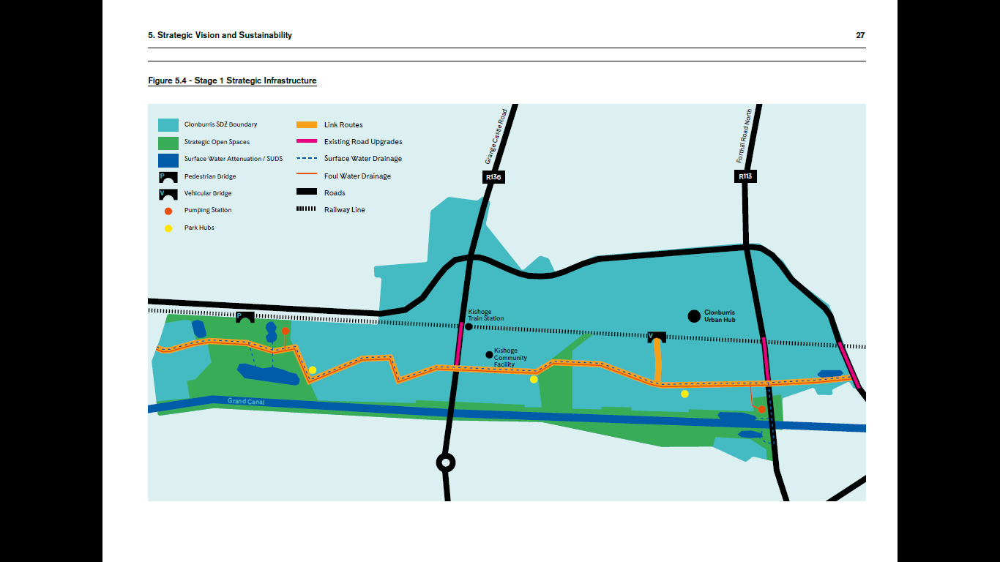 5. Strategic Vision and Sustainability
27
Figure 5.4 - Stage 1 Strategic Infrastructure
Clonburris SDZ Boundary
Strategic Open Spaces
Surface Water Attenuation / SUDS
P
Pedestrian Bridge
V
Vehicular Bridge
Pumping Station
Park Hubs
Link Routes
Existing Road Upgrades
Surface Water Drainage
Foul Water Drainage
Roads
Railway Line
Grange Castle Road
R136
Forthill Road North
R113
P
Kishoge
Train Station
Clonburris
Urban Hub
V
Kishoge
Community
Facility
Grand Canal